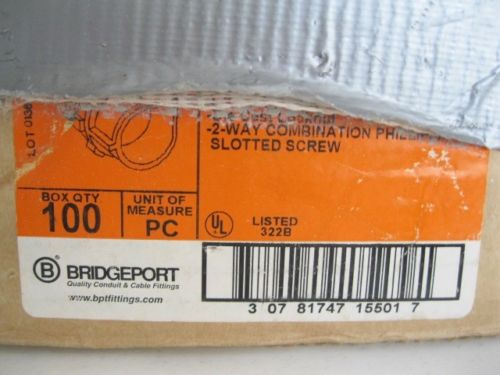 LOT 0136
-2-WAY COMBINATION
SLOTTED SCREW
BOX QTY
100
UNIT OF
MEASURE
PC
UL
LISTED
322B
B BRIDGEPORT
Quality Conduit & Cable Fittings
www.bptfittings.com
3 07 81747 15501 7